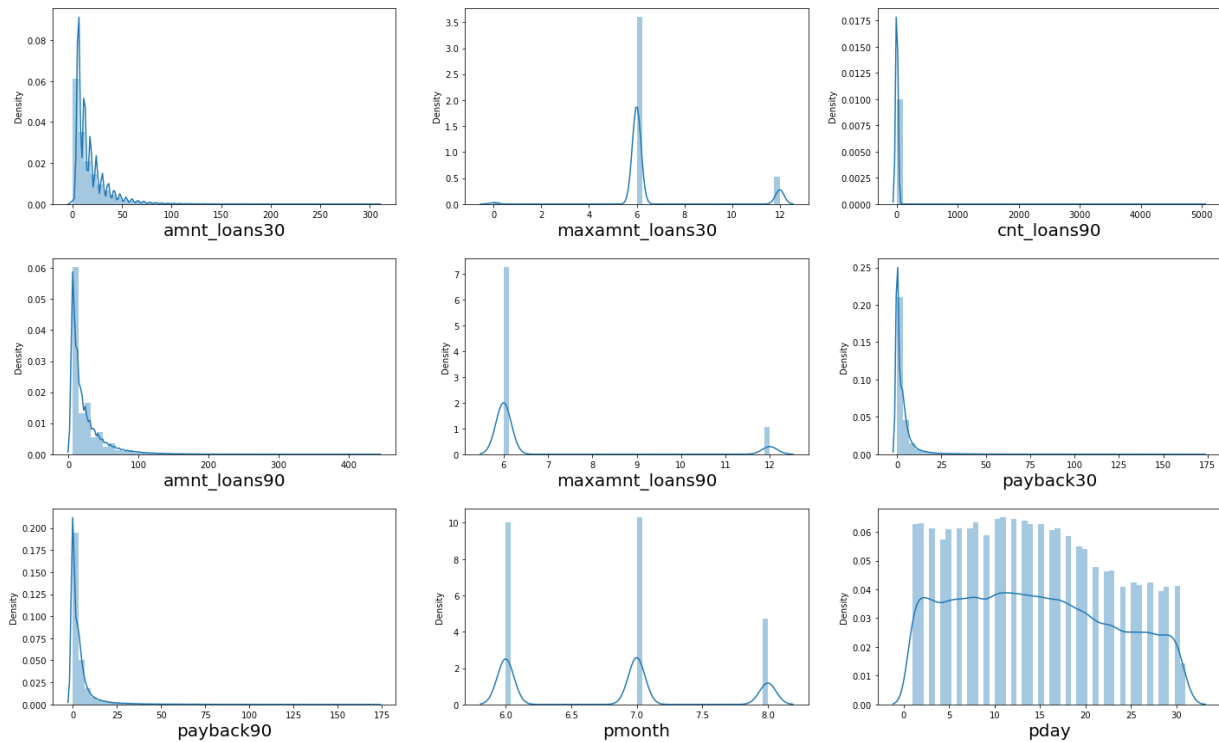 Density
0.08
0.06
0.04
0.02
0.00
0 50 100 150 200 250 300
amnt_loans30
Density
3.5
3.0
2.5
2.0
1.5
1.0
0.5
0.0
0 2 4 6 8 10 12
maxamnt_loans30
Density
0.0175
0.0150
0.0125
0.0100
0.0075
0.0050
0.0025
0.0000
0 1000 2000 3000 4000 5000
cnt_loans90
Density
0.06
0.05
0.04
0.03
0.02
0.01
0.00
0 100 200 300 400
amnt_loans90
Density
7
6
5
4
3
2
1
0
6 7 8 9 10 11 12
maxamnt_loans90
Density
0.25
0.20
0.15
0.10
0.05
0.00
0 25 50 75 100 125 150 175
payback30
Density
0.200
0.175
0.150
0.125
0.100
0.075
0.050
0.025
0.000
0 25 50 75 100 125 150 175
payback90
Density
10
8
6
4
2
0
6.0 6.5 7.0 7.5 8.0
pmonth
Density
0.06
0.05
0.04
0.03
0.02
0.01
0.00
0 5 10 15 20 25 30
pday